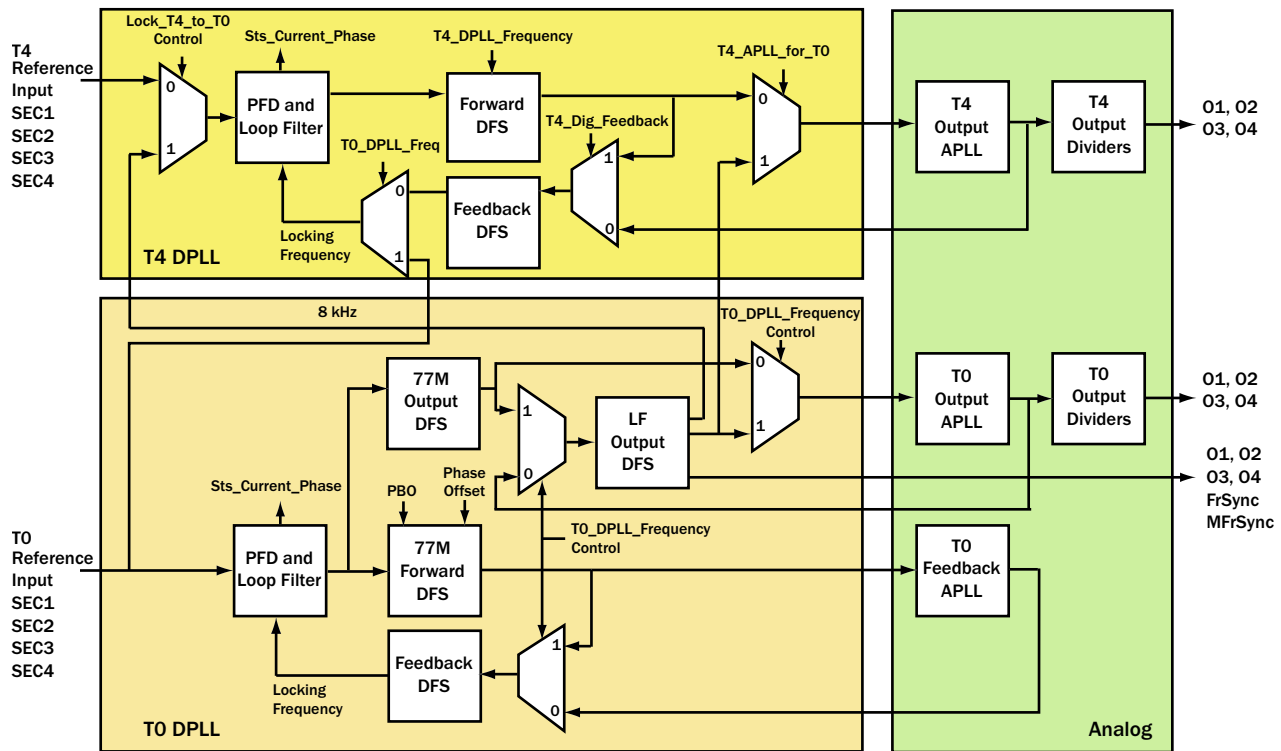 Lock_T4_to_T0
Control
Sts_Current_Phase
T4_DPLL_Frequency
T4_APLL_for_T0
T4
Reference
Input
SEC1
SEC2
SEC3
SEC4
0
1
PFD and
Loop Filter
Forward
DFS
T4_Dig_Feedback
T0_DPLL_Freq
1
0
Feedback
DFS
0
1
Locking
Frequency
0
1
T4
Output
APLL
T4
Output
Dividers
O1, O2
O3, O4
T4 DPLL
8 kHz
T0_DPLL_Frequency
Control
77M
Output
DFS
1
0
LF
Output
DFS
0
1
T0
Output
APLL
T0
Output
Dividers
O1, O2
O3, O4
O1, O2
O3, O4
FrSync
MFrSync
Sts_Current_Phase
PBO
Phase
Offset
T0_DPLL_Frequency
Control
T0
Reference
Input
SEC1
SEC2
SEC3
SEC4
PFD and
Loop Filter
77M
Forward
DFS
T0
Feedback
APLL
Feedback
DFS
1
0
Locking
Frequency
T0 DPLL
Analog